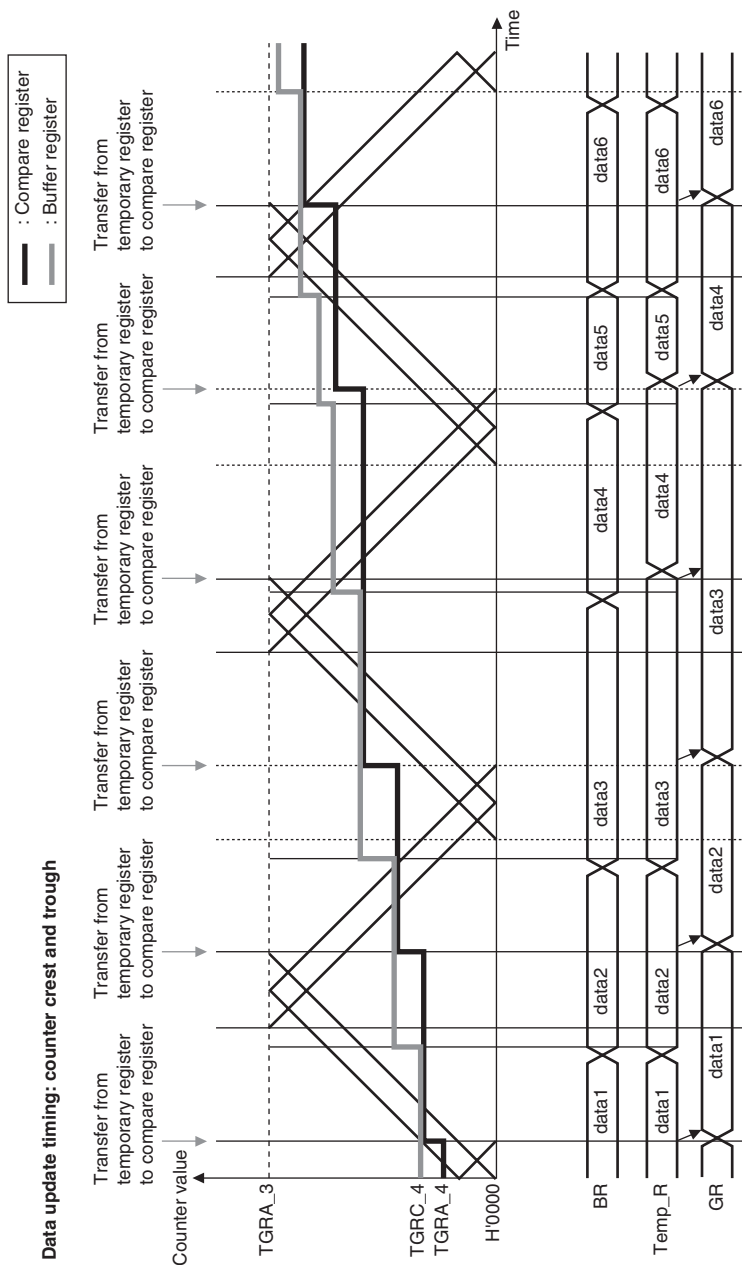 Data update timing: counter crest and trough
: Compare register
: Buffer register
Transfer from
temporary register
to compare register
Transfer from
temporary register
to compare register
Transfer from
temporary register
to compare register
Transfer from
temporary register
to compare register
Transfer from
temporary register
to compare register
Transfer from
temporary register
to compare register
Counter value
TGRA_3
TGRC_4
TGRA_4
H'0000
Time
BR
data1
data2
data3
data4
data5
data6
Temp_R
data1
data2
data3
data4
data5
data6
GR
data1
data2
data3
data4
data6